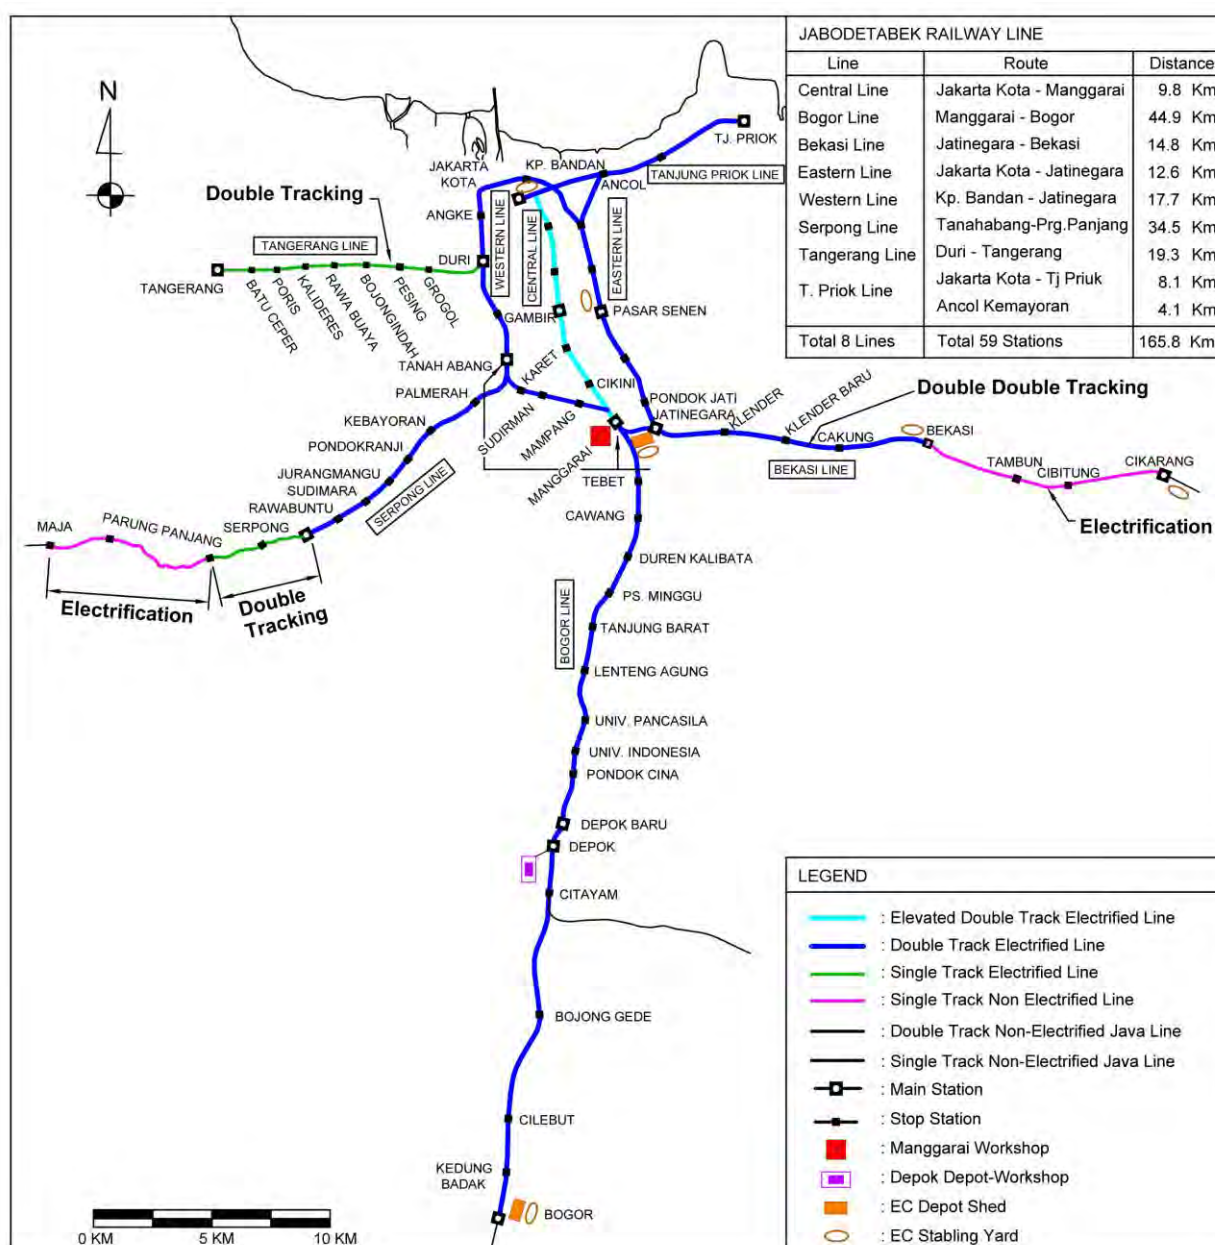 JABODETABEK RAILWAY LINE
Line Route Distance
Central Line Jakarta Kota - Manggarai 9.8 Km
Bogor Line Manggarai - Bogor 44.9 Km
Bekasi Line Jatinegara - Bekasi 14.8 Km
Eastern Line Jakarta Kota - Jatinegara 12.6 Km
Western Line Kp. Bandan - Jatinegara 17.7 Km
Serpong Line Tanahabang-Prg.Panjang 34.5 Km
Tangerang Line Duri - Tangerang 19.3 Km
T. Priok Line Jakarta Kota - Tj Priuk 8.1 Km
Ancol Kemayoran 4.1 Km
Total 8 Lines Total 59 Stations 165.8 Km
N
TJ. PRIOK
JAKARTA
KOTA
KP. BANDAN
ANCOL
TANJUNG PRIOK LINE
Double Tracking
ANGKE
WESTERN LINE
CENTRAL LINE
EASTERN LINE
TANGERANG LINE
DURI
TANGERANG
BATU CEPER
PORIS
KALIDERES
RAWA BUAYA
BOJONGINDAH
PESING
GROGOL
GAMBIR
PASAR SENEN
TANAH ABANG
KARET
CIKINI
PALMERAH
SUDIRMAN
MAMPANG
MANGGARAI
PONDOK JATI
JATINEGARA
KLENDER
KLENDER BARU
Double Double Tracking
CAKUNG
BEKASI
BEKASI LINE
TAMBUN
CIBITUNG
CIKARANG
Electrification
KEBAYORAN
PONDOKRANJI
JURANGMANGU
SUDIMARA
RAWABUNTU
SERPONG LINE
SERPONG
PARUNG PANJANG
MAJA
Electrification
Double
Tracking
TEBET
CAWANG
DUREN KALIBATA
PS. MINGGU
TANJUNG BARAT
BOGOR LINE
LENTENG AGUNG
UNIV. PANCASILA
UNIV. INDONESIA
PONDOK CINA
DEPOK BARU
DEPOK
CITAYAM
BOJONG GEDE
CILEBUT
KEDUNG
BADAK
BOGOR
0 KM 5 KM 10 KM
LEGEND
: Elevated Double Track Electrified Line
: Double Track Electrified Line
: Single Track Electrified Line
: Single Track Non Electrified Line
: Double Track Non-Electrified Java Line
: Single Track Non-Electrified Java Line
: Main Station
: Stop Station
: Manggarai Workshop
: Depok Depot-Workshop
: EC Depot Shed
: EC Stabling Yard